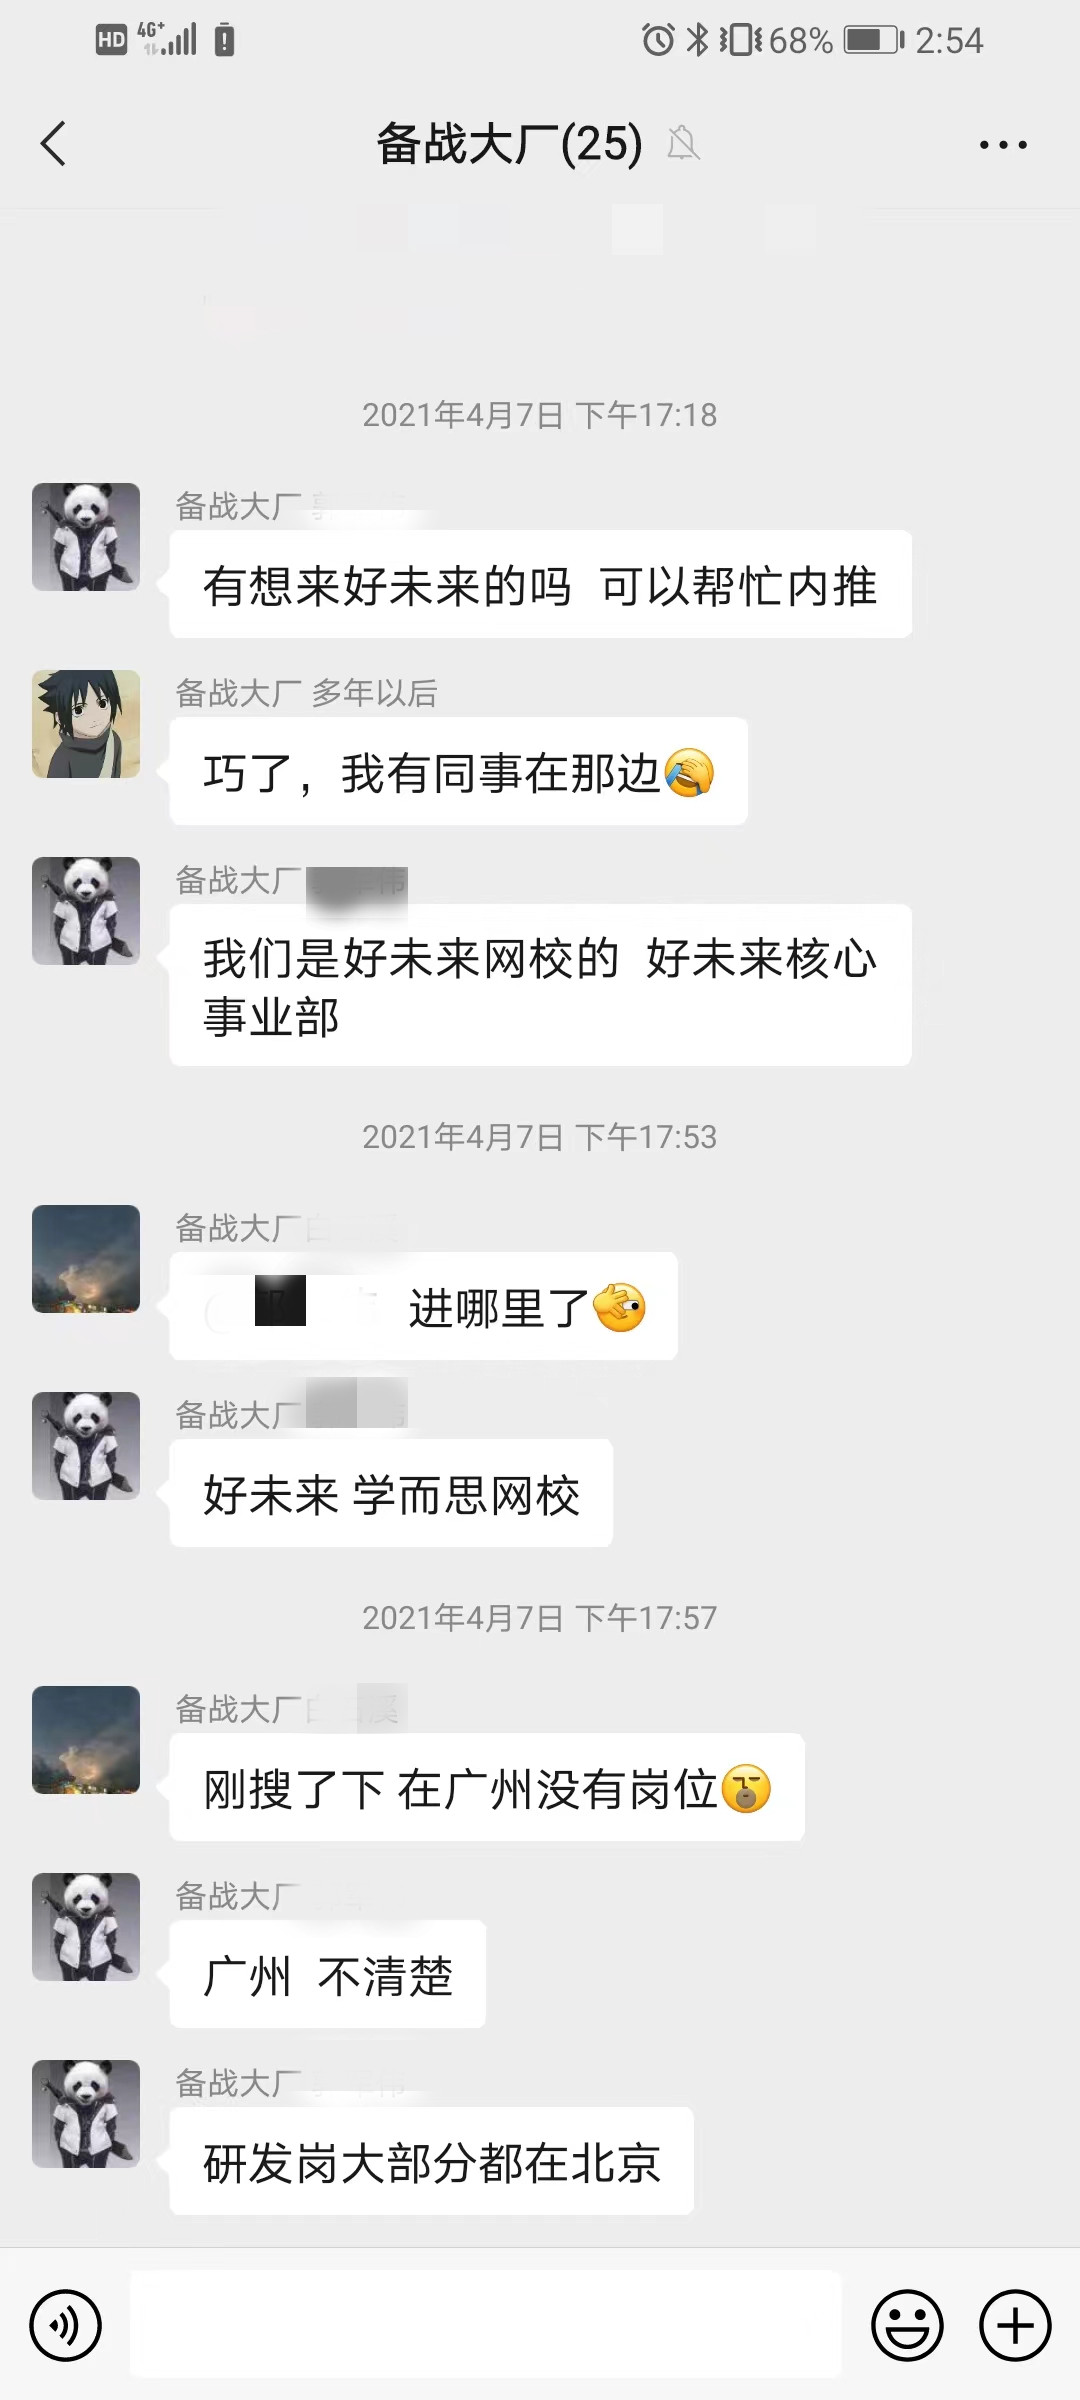 HD 4G+ 68% 2:54
备战大厂(25)
2021年4月7日 下午17:18
备战大厂
有想来好未来的吗 可以帮忙内推
备战大厂 多年以后
巧了，我有同事在那边
备战大厂
我们是好未来网校的 好未来核心
事业部
2021年4月7日 下午17:53
备战大厂
进哪里了
备战大厂
好未来 学而思网校
2021年4月7日 下午17:57
备战大厂
刚搜了下 在广州没有岗位
备战大厂
广州 不清楚
备战大厂
研发岗大部分都在北京